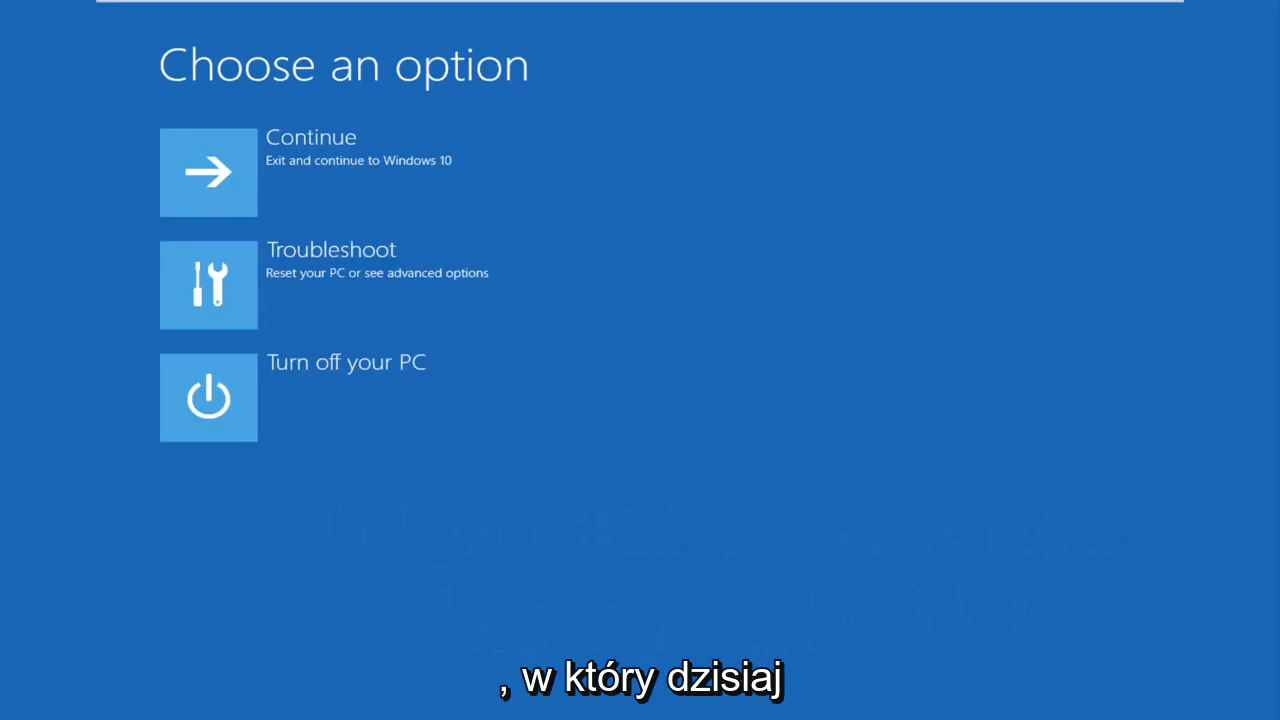 Choose an option
Continue
Exit and continue to Windows 10
Troubleshoot
Reset your PC or see advanced options
Turn off your PC
, w który dzisiaj